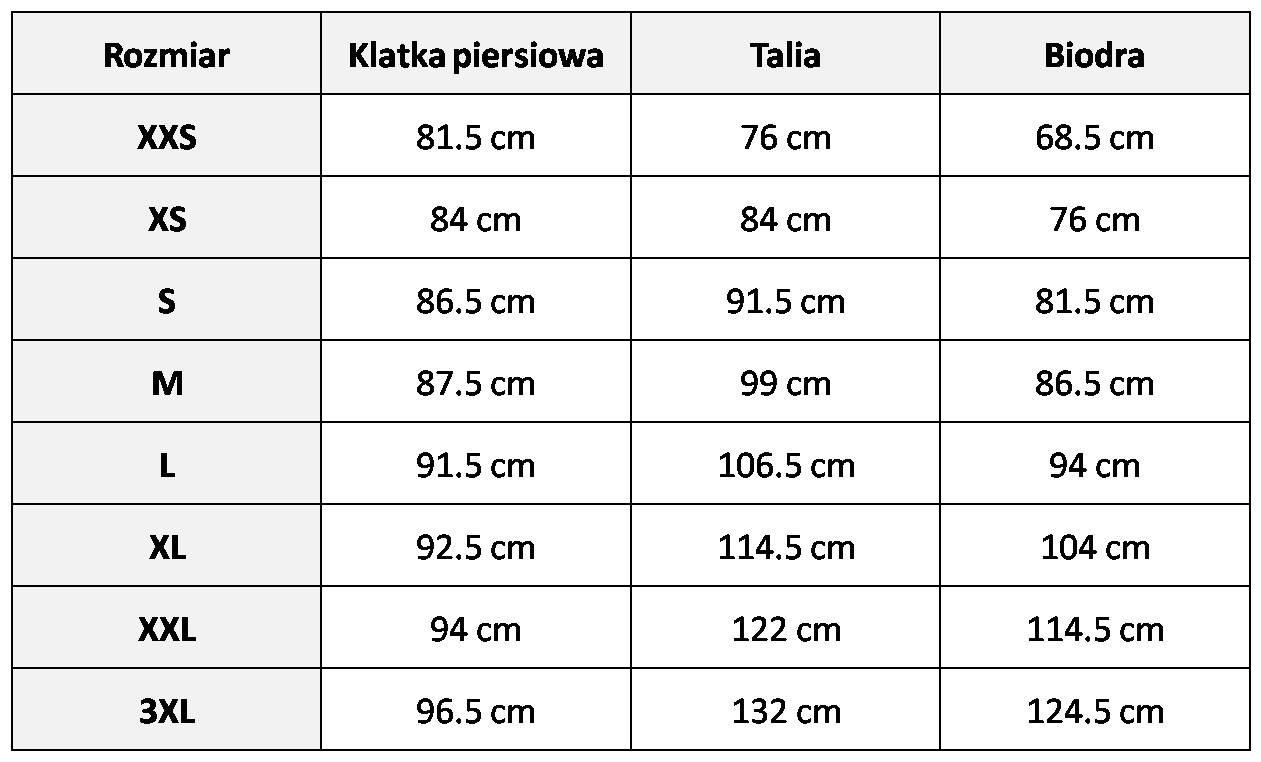 Rozmiar Klatka piersiowa Talia Biodra
XXS 81.5 cm 76 cm 68.5 cm
XS 84 cm 84 cm 76 cm
S 86.5 cm 91.5 cm 81.5 cm
M 87.5 cm 99 cm 86.5 cm
L 91.5 cm 106.5 cm 94 cm
XL 92.5 cm 114.5 cm 104 cm
XXL 94 cm 122 cm 114.5 cm
3XL 96.5 cm 132 cm 124.5 cm